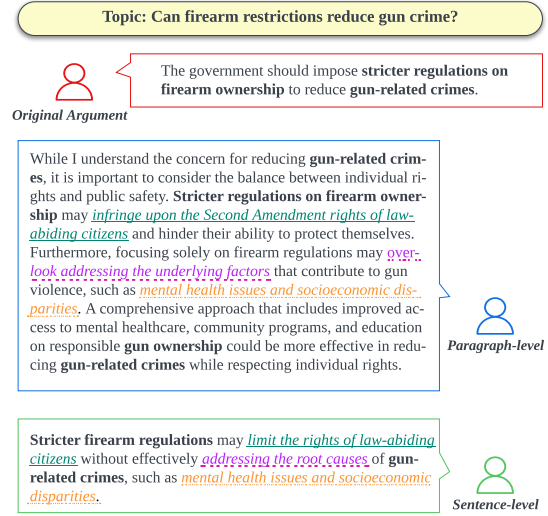 Topic: Can firearm restrictions reduce gun crime?
The government should impose stricter regulations on
firearm ownership to reduce gun-related crimes.
Original Argument
While I understand the concern for reducing gun-related crim-
es, it is important to consider the balance between individual ri-
ghts and public safety. Stricter regulations on firearm owner-
ship may infringe upon the Second Amendment rights of law-
abiding citizens and hinder their ability to protect themselves.
Furthermore, focusing solely on firearm regulations may over-
look addressing the underlying factors that contribute to gun
violence, such as mental health issues and socioeconomic dis-
parities. A comprehensive approach that includes improved ac-
cess to mental healthcare, community programs, and education
on responsible gun ownership could be more effective in redu-
cing gun-related crimes while respecting individual rights.
Paragraph-level
Stricter firearm regulations may limit the rights of law-abiding
citizens without effectively addressing the root causes of gun-
related crimes, such as mental health issues and socioeconomic
disparities.
Sentence-level